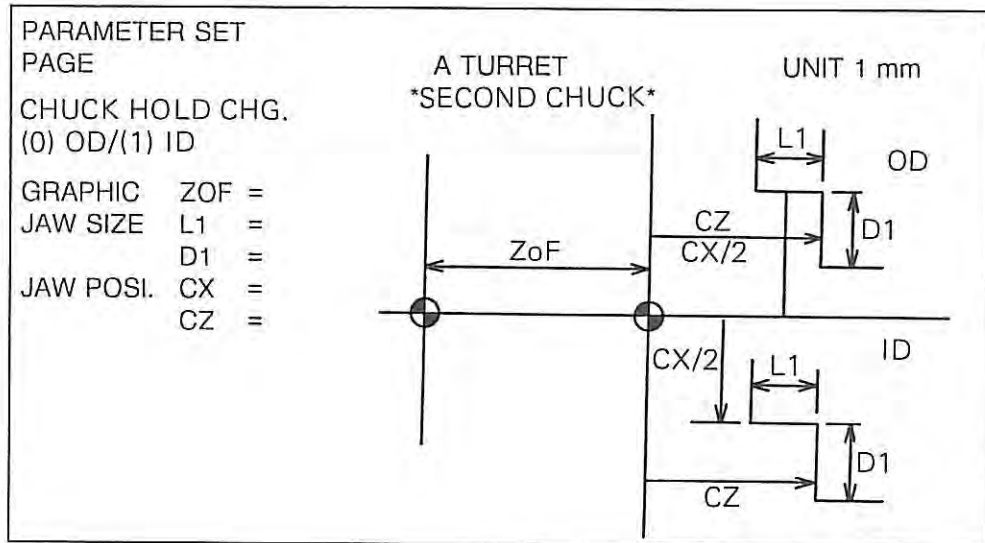 PARAMETER SET
PAGE
A TURRET
*SECOND CHUCK*
UNIT 1 mm
CHUCK HOLD CHG.
(0) OD/(1) ID
GRAPHIC ZOF =
JAW SIZE L1 =
D1 =
JAW POSI. CX =
CZ =
L1
OD
D1
CZ
CX/2
ZoF
ID
CX/2
L1
D1
CZ